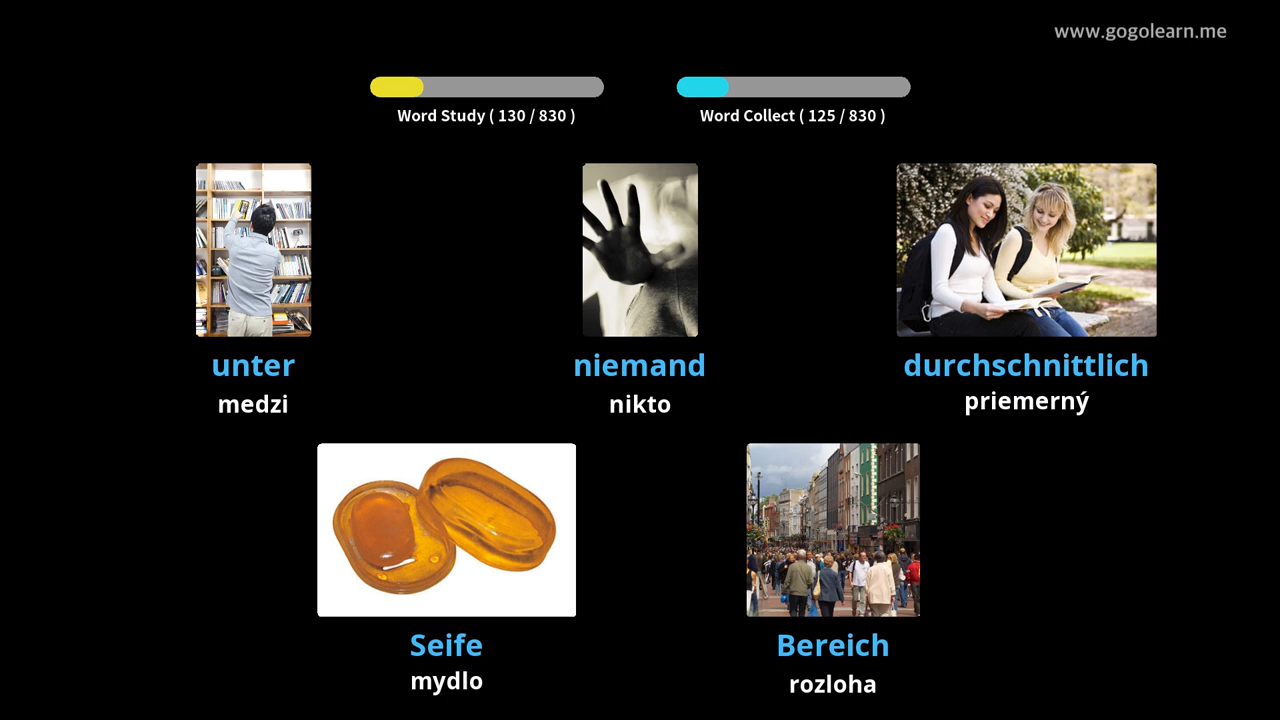 www.gogolearn.me
Word Study ( 130 / 830 )
Word Collect ( 125 / 830 )
unter
medzi
niemand
nikto
durchschnittlich
priemerný
Seife
mydlo
Bereich
rozloha